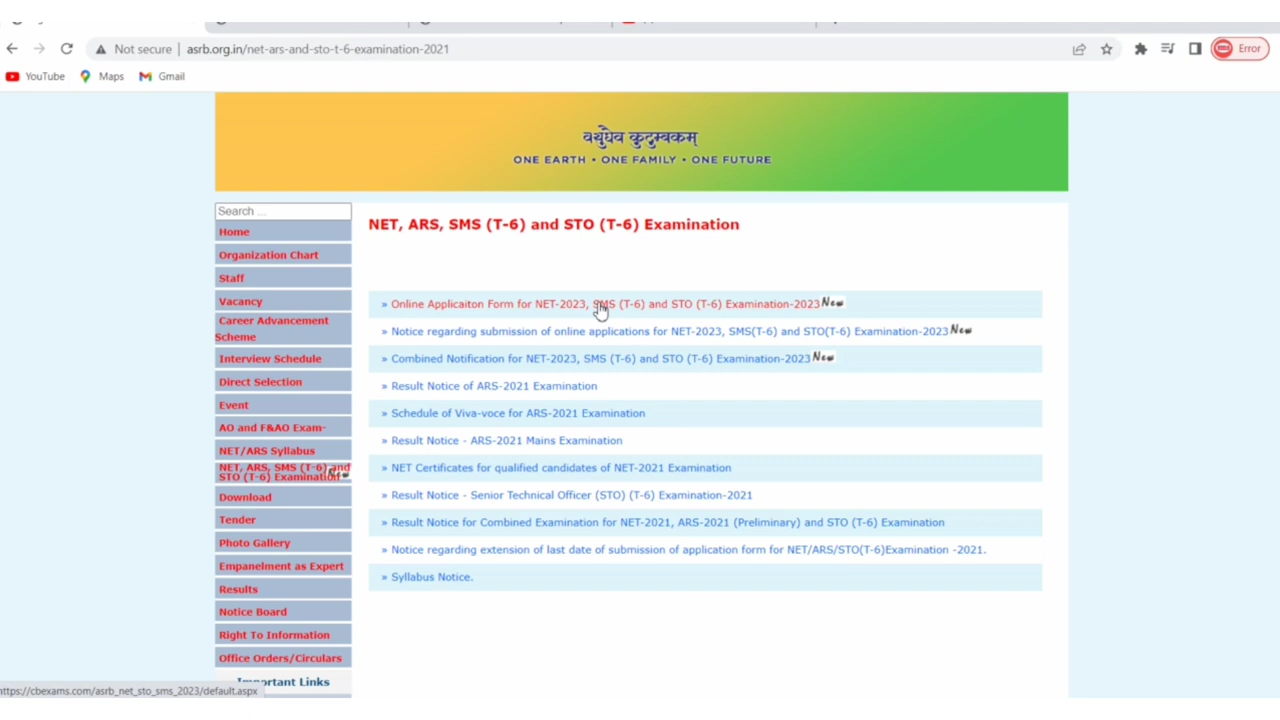 Not secure | asrb.org.in/net-ars-and-sto-t-6-examination-2021
Error
YouTube Maps Gmail
वसुधैव कुटुम्बकम्
ONE EARTH • ONE FAMILY • ONE FUTURE
Search ...
Home
Organization Chart
Staff
Vacancy
Career Advancement
Scheme
Interview Schedule
Direct Selection
Event
AO and F&AO Exam-
NET/ARS Syllabus
NET, ARS, SMS (T-6) and
STO (T-6) Examination New
Download
Tender
Photo Gallery
Empanelment as Expert
Results
Notice Board
Right To Information
Office Orders/Circulars
Important Links
NET, ARS, SMS (T-6) and STO (T-6) Examination
» Online Applicaiton Form for NET-2023, SMS (T-6) and STO (T-6) Examination-2023 New
» Notice regarding submission of online applications for NET-2023, SMS(T-6) and STO(T-6) Examination-2023 New
» Combined Notification for NET-2023, SMS (T-6) and STO (T-6) Examination-2023 New
» Result Notice of ARS-2021 Examination
» Schedule of Viva-voce for ARS-2021 Examination
» Result Notice - ARS-2021 Mains Examination
» NET Certificates for qualified candidates of NET-2021 Examination
» Result Notice - Senior Technical Officer (STO) (T-6) Examination-2021
» Result Notice for Combined Examination for NET-2021, ARS-2021 (Preliminary) and STO (T-6) Examination
» Notice regarding extension of last date of submission of application form for NET/ARS/STO(T-6)Examination -2021.
» Syllabus Notice.
https://cbexams.com/asrb_net_sto_sms_2023/default.aspx